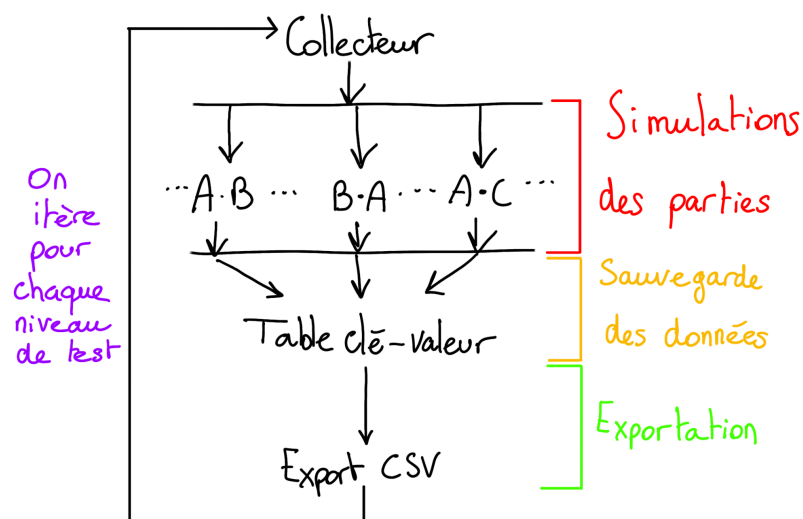 Collecteur
Simulations
des parties
... A.B ... B.A ... A.C ...
On
itère
pour
chaque
niveau
de test
Sauvegarde
des données
Table clé-valeur
Exportation
Export CSV